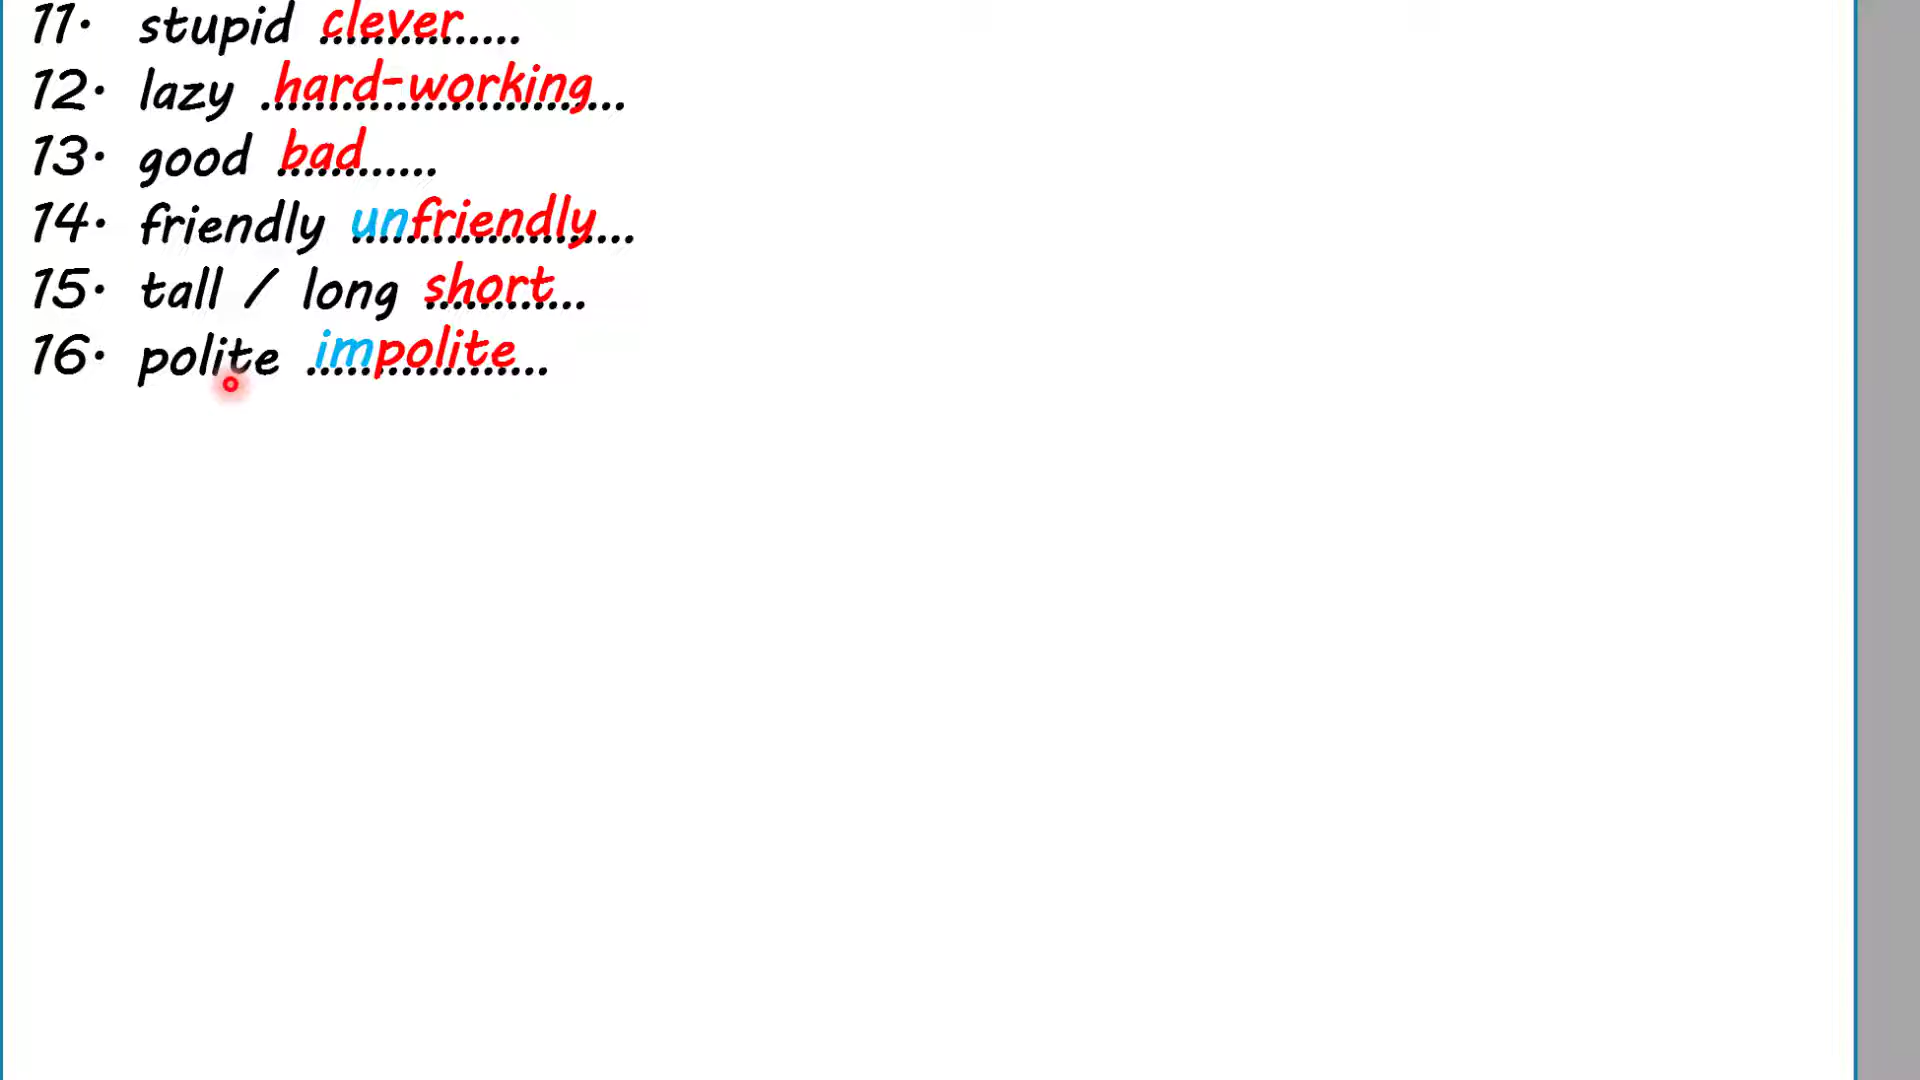 11. stupid clever..............
12. lazy .hard-working...
13. good bad......
14. friendly unfriendly...
15. tall / long short...
16. polite impolite...